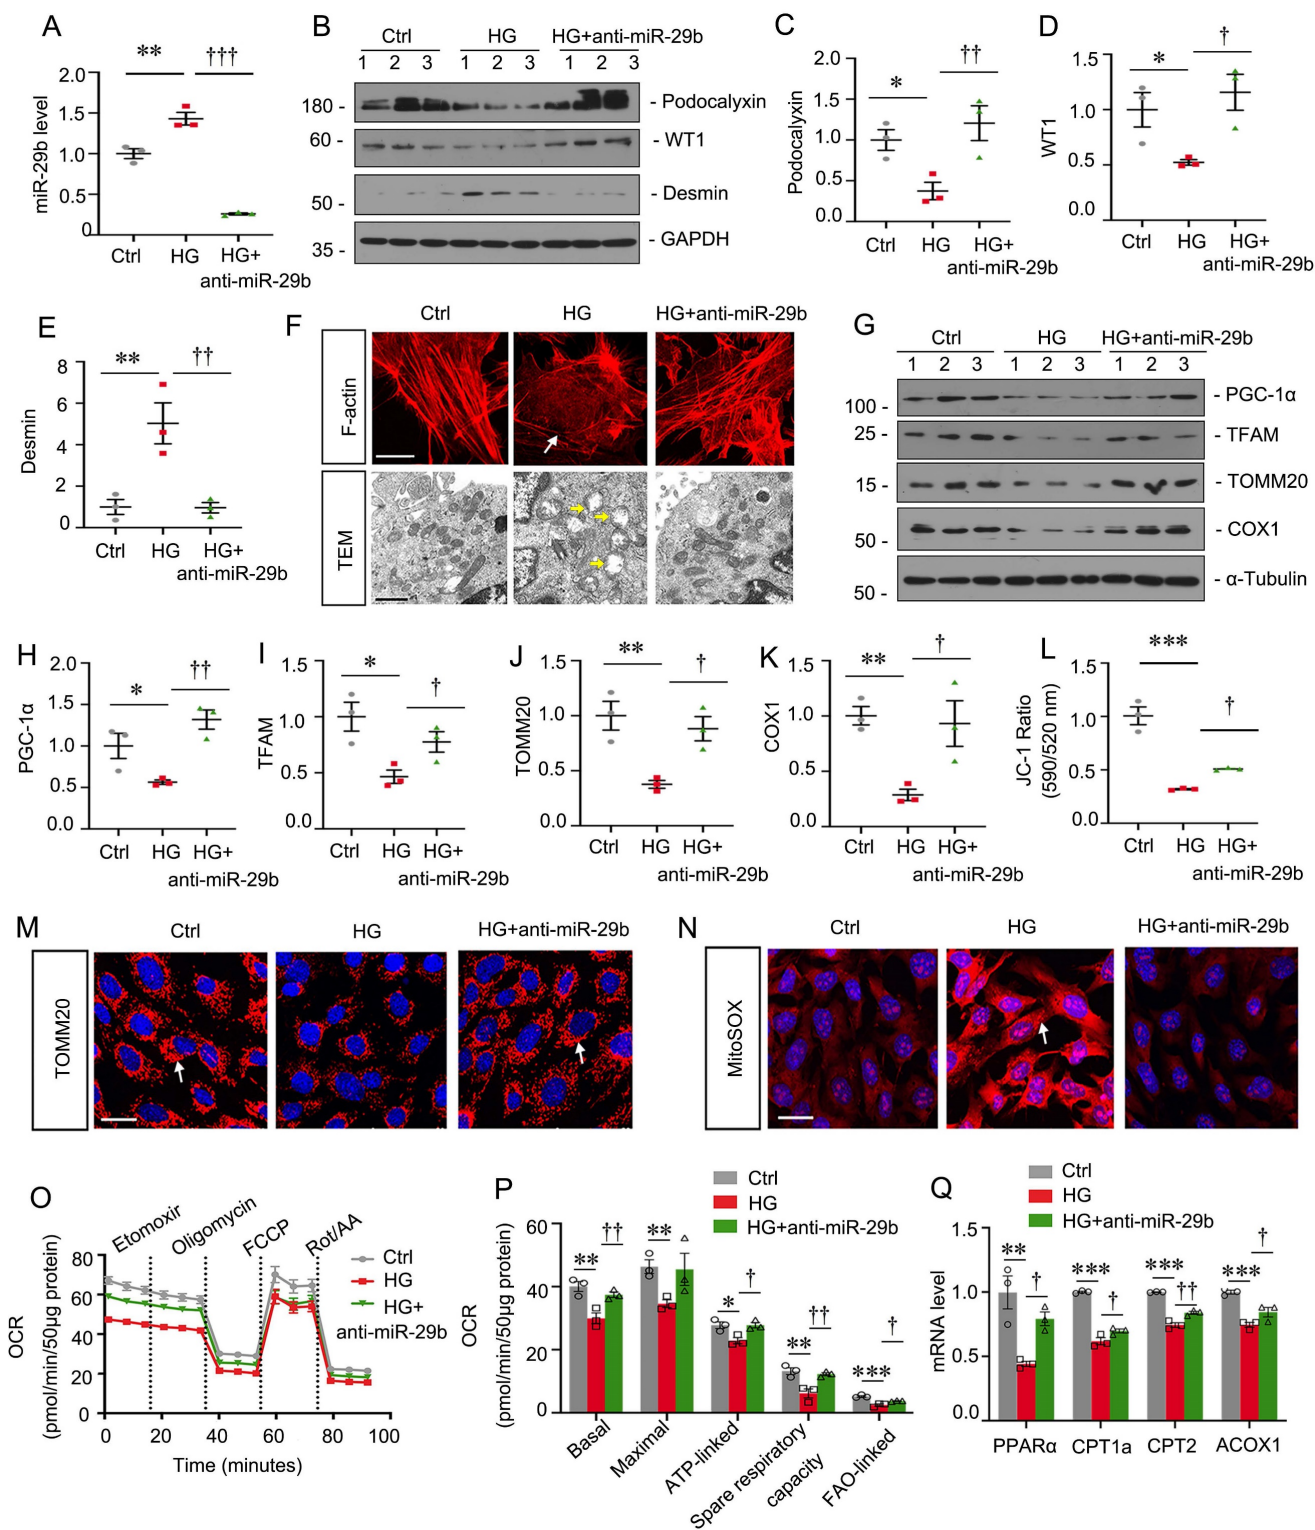 A
**
†††
2.0
1.5
1.0
0.5
0
miR-29b level
Ctrl
HG
HG+
anti-miR-29b
B
Ctrl
HG
HG+anti-miR-29b
1 2 3 1 2 3 1 2 3
180 -
- Podocalyxin
60 -
- WT1
50 -
- Desmin
35 -
- GAPDH
C
*
††
2.0
1.5
1.0
0.5
0.0
Podocalyxin
Ctrl
HG
HG+
anti-miR-29b
D
*
†
1.5
1.0
0.5
0.0
WT1
Ctrl
HG
HG+
anti-miR-29b
E
**
††
8
6
4
2
0
Desmin
Ctrl
HG
HG+
anti-miR-29b
F
Ctrl
HG
HG+anti-miR-29b
F-actin
TEM
G
Ctrl
HG
HG+anti-miR-29b
1 2 3 1 2 3 1 2 3
100 -
- PGC-1α
25 -
- TFAM
15 -
- TOMM20
50 -
- COX1
50 -
- α-Tubulin
H
*
††
2.0
1.5
1.0
0.5
0.0
PGC-1α
Ctrl
HG
HG+
anti-miR-29b
I
*
†
1.5
1.0
0.5
0.0
TFAM
Ctrl
HG
HG+
anti-miR-29b
J
**
†
1.5
1.0
0.5
0.0
TOMM20
Ctrl
HG
HG+
anti-miR-29b
K
**
†
1.5
1.0
0.5
0.0
COX1
Ctrl
HG
HG+
anti-miR-29b
L
***
†
1.5
1.0
0.5
0.0
JC-1 Ratio
(590/520 nm)
Ctrl
HG
HG+
anti-miR-29b
M
Ctrl
HG
HG+anti-miR-29b
TOMM20
N
Ctrl
HG
HG+anti-miR-29b
MitoSOX
O
Etomoxir
Oligomycin
FCCP
Rot/AA
80
60
40
20
0
OCR
(pmol/min/50µg protein)
Ctrl
HG
HG+
anti-miR-29b
0 20 40 60 80 100
Time (minutes)
P
Ctrl
HG
HG+anti-miR-29b
60
40
20
0
OCR
(pmol/min/50µg protein)
**
††
**
*
†
**
††
***
†
Basal
Maximal
ATP-linked
Spare respiratory
capacity
FAO-linked
Q
Ctrl
HG
HG+anti-miR-29b
1.5
1.0
0.5
0.0
mRNA level
**
†
***
†
***
††
***
†
PPARα
CPT1a
CPT2
ACOX1